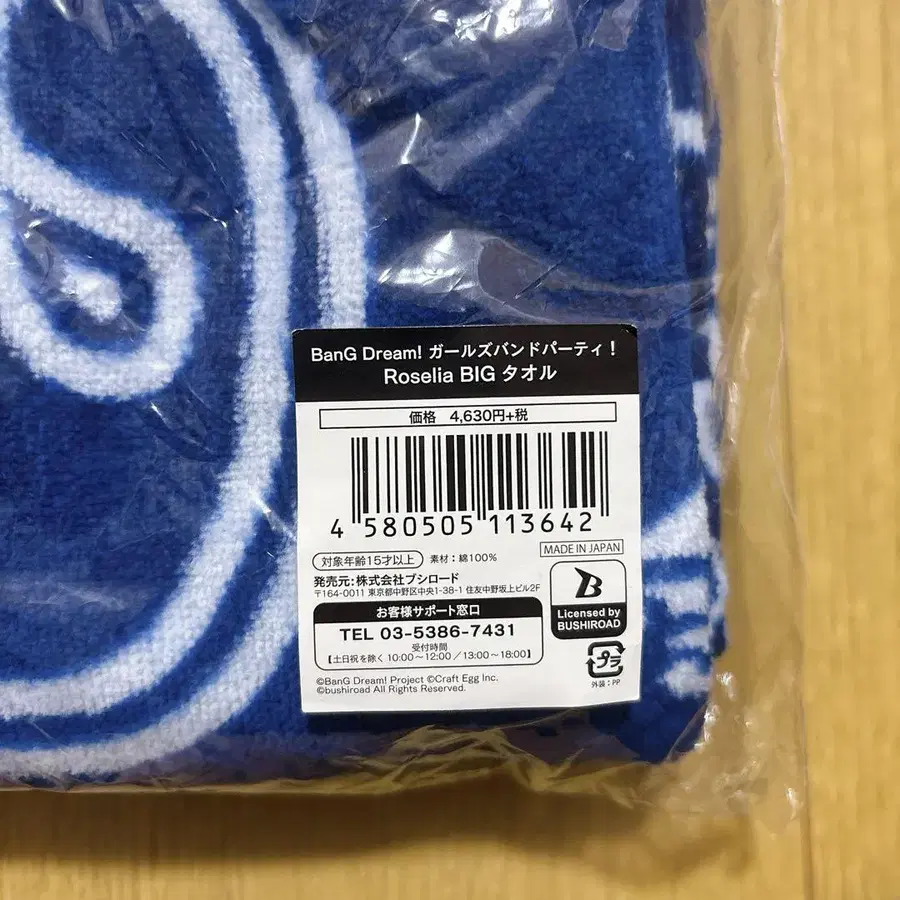 BanG Dream! ガールズバンドパーティ！
Roselia BIG タオル
価格 4,630円+税
4 580505 113642
対象年齢15才以上 素材：綿100%
MADE IN JAPAN
発売元：株式会社ブシロード
〒164-0011 東京都中野区中央1-38-1 住友中野坂上ビル2F
お客様サポート窓口
TEL 03-5386-7431
受付時間
【土日祝を除く 10:00～12:00／13:00～18:00】
B
Licensed by
BUSHIROAD
プラ
外装：PP
©BanG Dream! Project ©Craft Egg Inc.
©bushiroad All Rights Reserved.